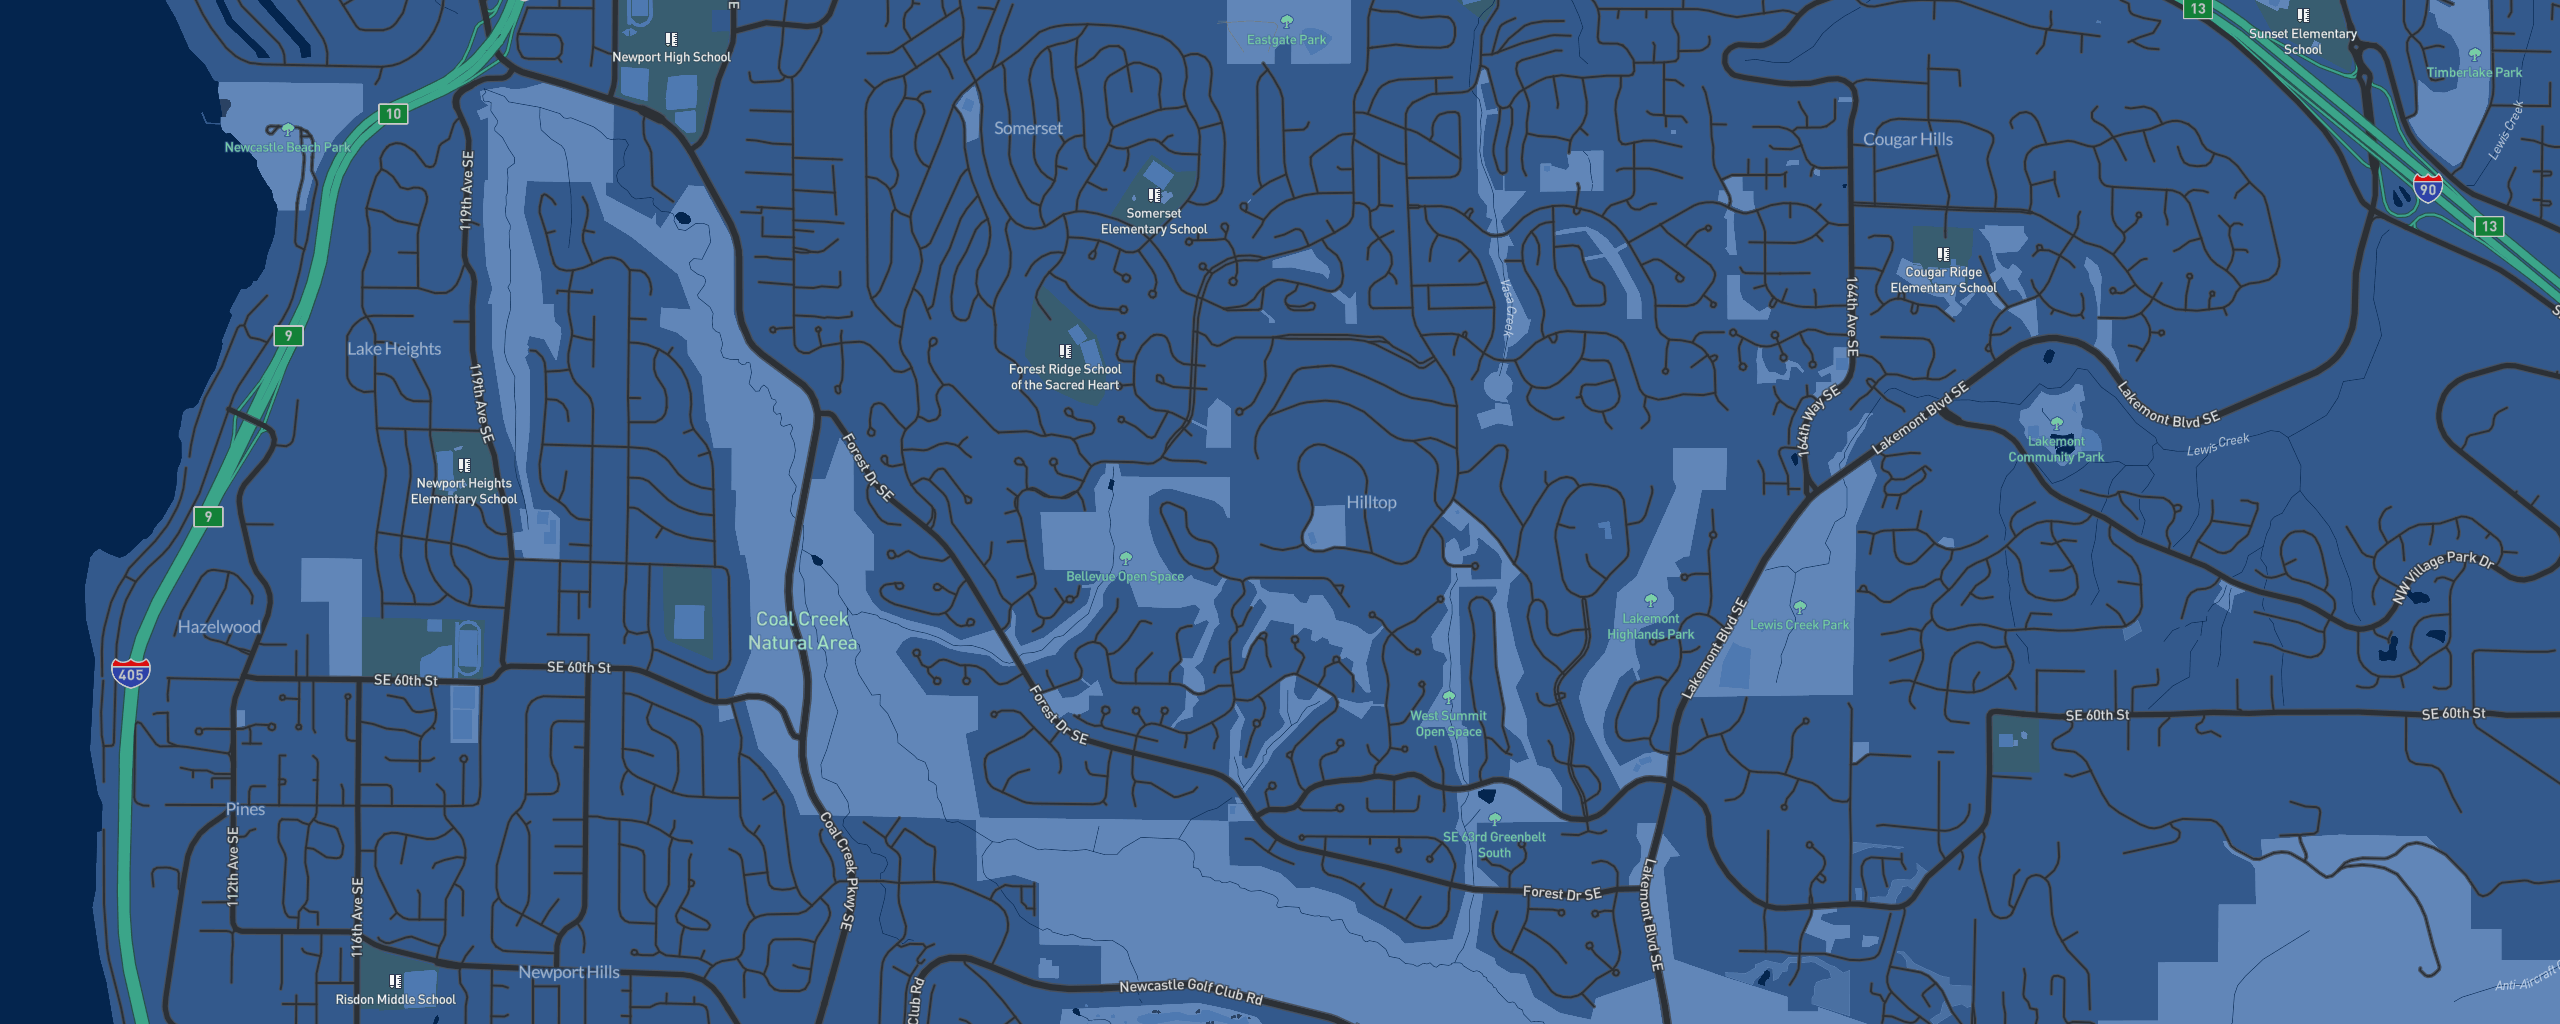 13
Newport High School
Eastgate Park
Sunset Elementary
School
Timberlake Park
10
Newcastle Beach Park
Somerset
Cougar Hills
Lewis Creek
119th Ave SE
90
Somerset
Elementary School
13
Cougar Ridge
Elementary School
Vasa Creek
164th Ave SE
9
Lake Heights
Forest Ridge School
of the Sacred Heart
119th Ave SE
Lakemont Blvd SE
Lakemont Blvd SE
164th Way SE
Lakemont
Community Park
Lewis Creek
Forest Dr SE
Newport Heights
Elementary School
Hilltop
9
NW Village Park Dr
Bellevue Open Space
Hazelwood
Coal Creek
Natural Area
Lakemont
Highlands Park
Lewis Creek Park
Lakemont Blvd SE
405
SE 60th St
SE 60th St
Forest Dr SE
West Summit
Open Space
SE 60th St
SE 60th St
Pines
112th Ave SE
Coal Creek Pkwy SE
SE 63rd Greenbelt
South
116th Ave SE
Forest Dr SE
Lakemont Blvd SE
Newport Hills
Risdon Middle School
Club Rd
Newcastle Golf Club Rd
Anti-Aircraft